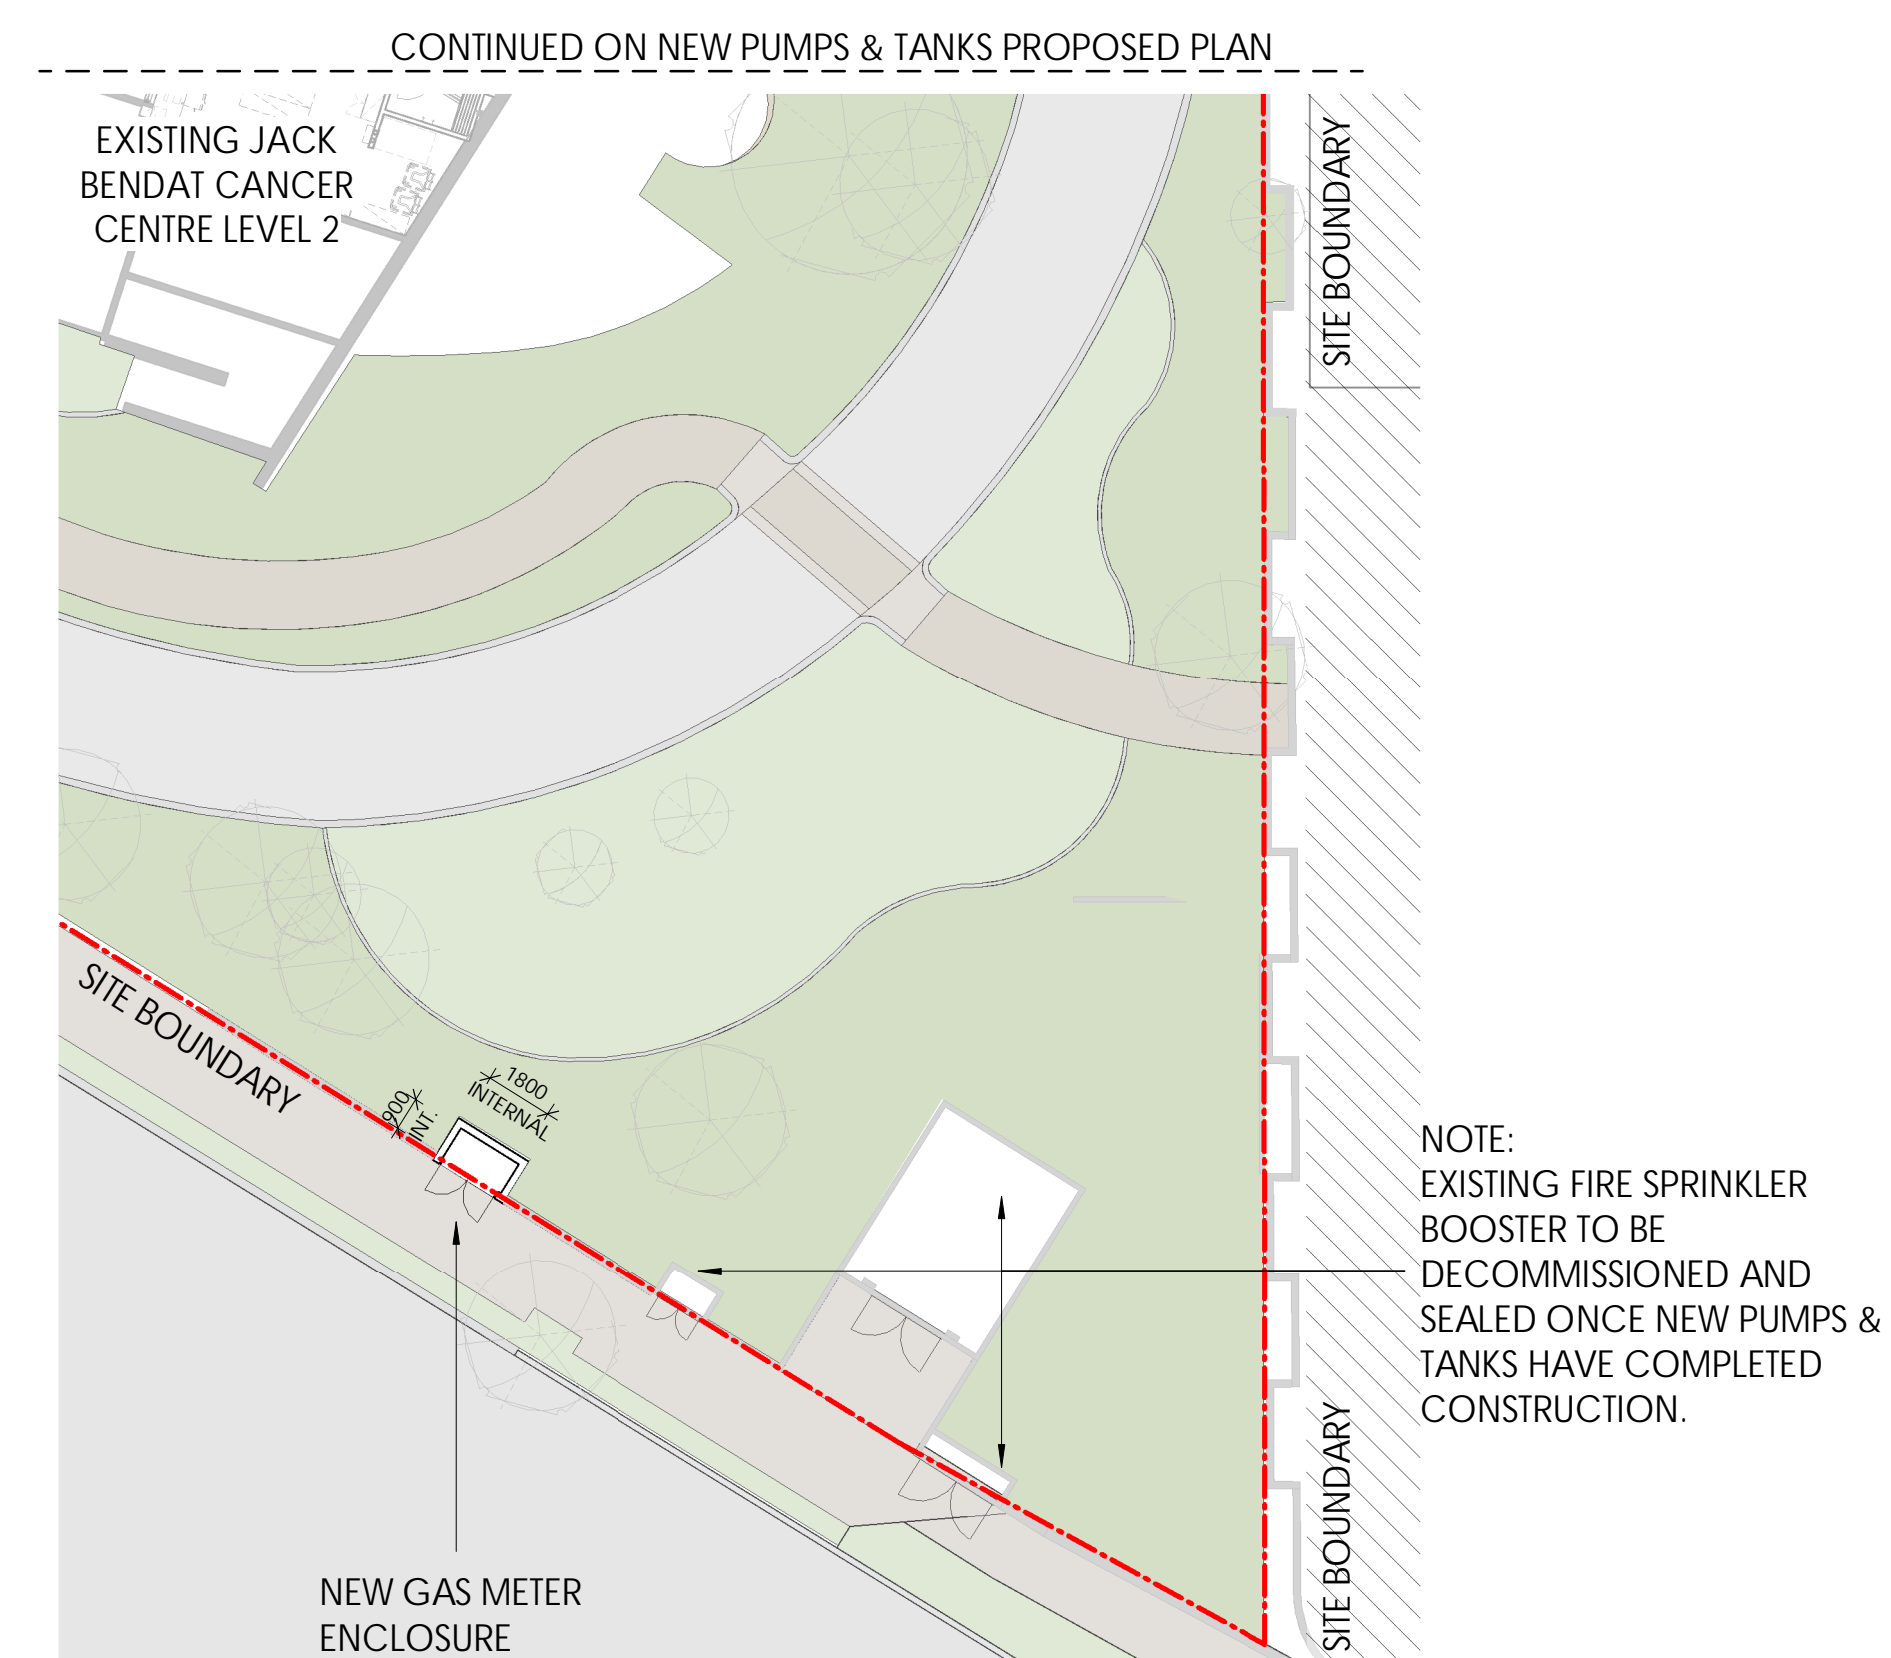 CONTINUED ON NEW PUMPS & TANKS PROPOSED PLAN
EXISTING JACK
BENDAT CANCER
CENTRE LEVEL 2
SITE BOUNDARY
SITE BOUNDARY
900
INT.
1800
INTERNAL
NOTE:
EXISTING FIRE SPRINKLER
BOOSTER TO BE
DECOMMISSIONED AND
SEALED ONCE NEW PUMPS &
TANKS HAVE COMPLETED
CONSTRUCTION.
SITE BOUNDARY
NEW GAS METER
ENCLOSURE